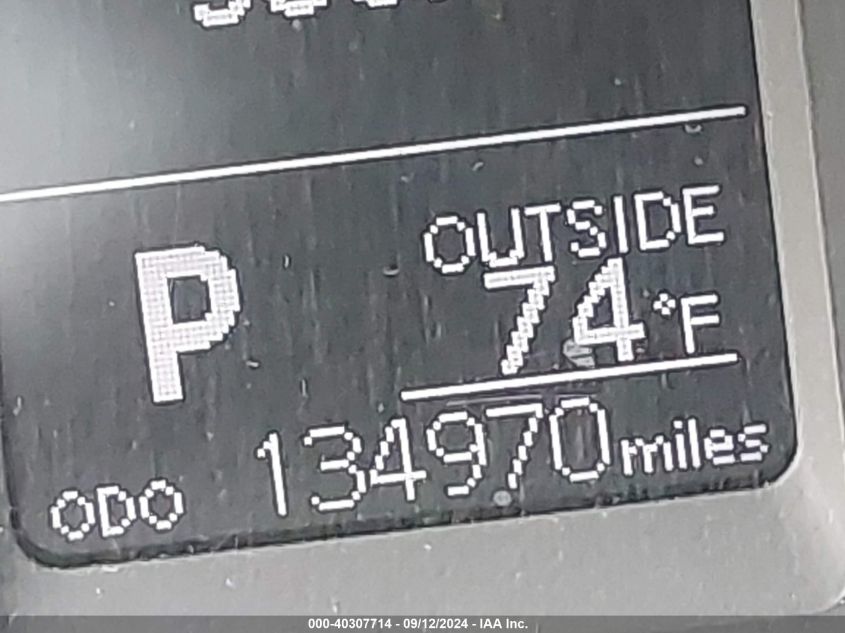 OUTSIDE
P 74°F
ODO 134970 miles
000-40307714 - 09/12/2024 - IAA Inc.